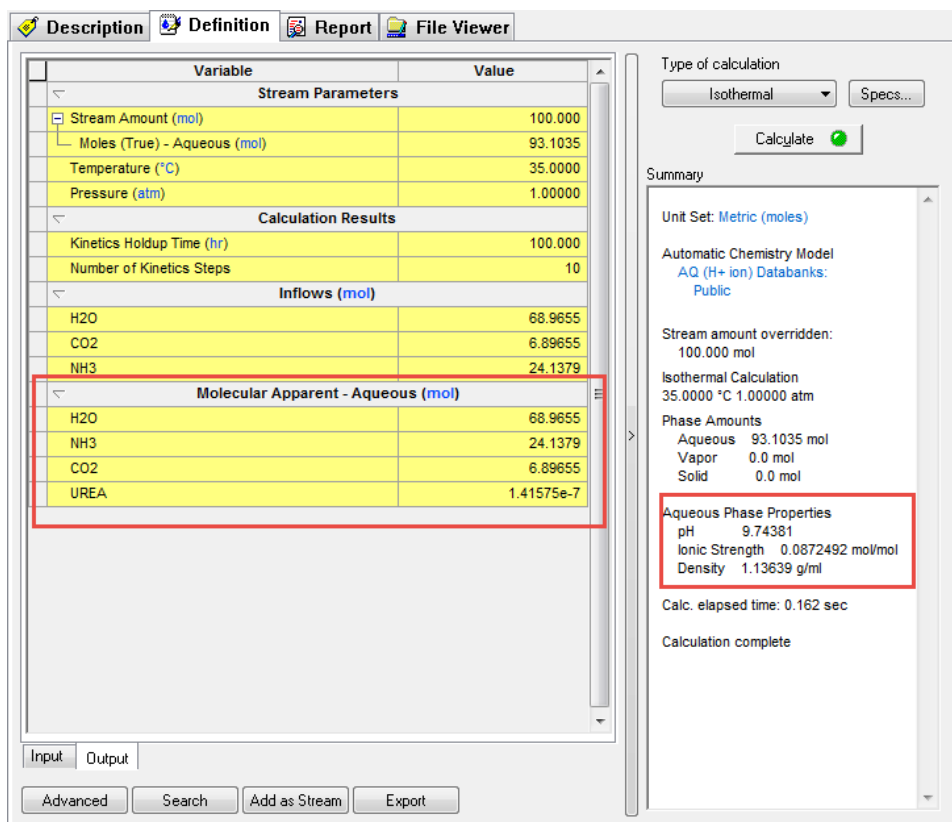 Description Definition Report File Viewer
Variable Value
Stream Parameters
Stream Amount (mol) 100.000
Moles (True) - Aqueous (mol) 93.1035
Temperature (°C) 35.0000
Pressure (atm) 1.00000
Calculation Results
Kinetics Holdup Time (hr) 100.000
Number of Kinetics Steps 10
Inflows (mol)
H2O 68.9655
CO2 6.89655
NH3 24.1379
Molecular Apparent - Aqueous (mol)
H2O 68.9655
NH3 24.1379
CO2 6.89655
UREA 1.41575e-7
Input Output
Advanced Search Add as Stream Export
Type of calculation
Isothermal Specs...
Calculate
Summary
Unit Set: Metric (moles)
Automatic Chemistry Model
AQ (H+ ion) Databanks:
Public
Stream amount overridden:
100.000 mol
Isothermal Calculation
35.0000 °C 1.00000 atm
Phase Amounts
Aqueous 93.1035 mol
Vapor 0.0 mol
Solid 0.0 mol
Aqueous Phase Properties
pH 9.74381
Ionic Strength 0.0872492 mol/mol
Density 1.13639 g/ml
Calc. elapsed time: 0.162 sec
Calculation complete